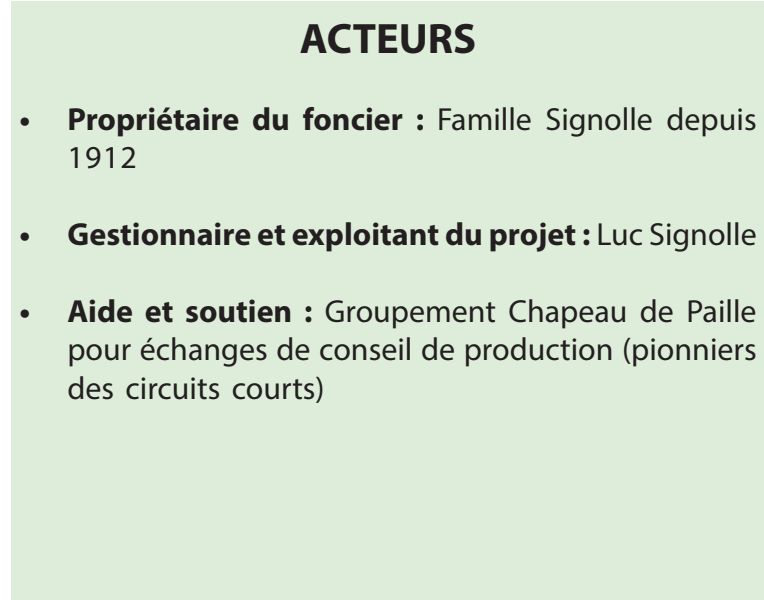 ACTEURS
• Propriétaire du foncier : Famille Signolle depuis
1912
• Gestionnaire et exploitant du projet : Luc Signolle
• Aide et soutien : Groupement Chapeau de Paille
pour échanges de conseil de production (pionniers
des circuits courts)